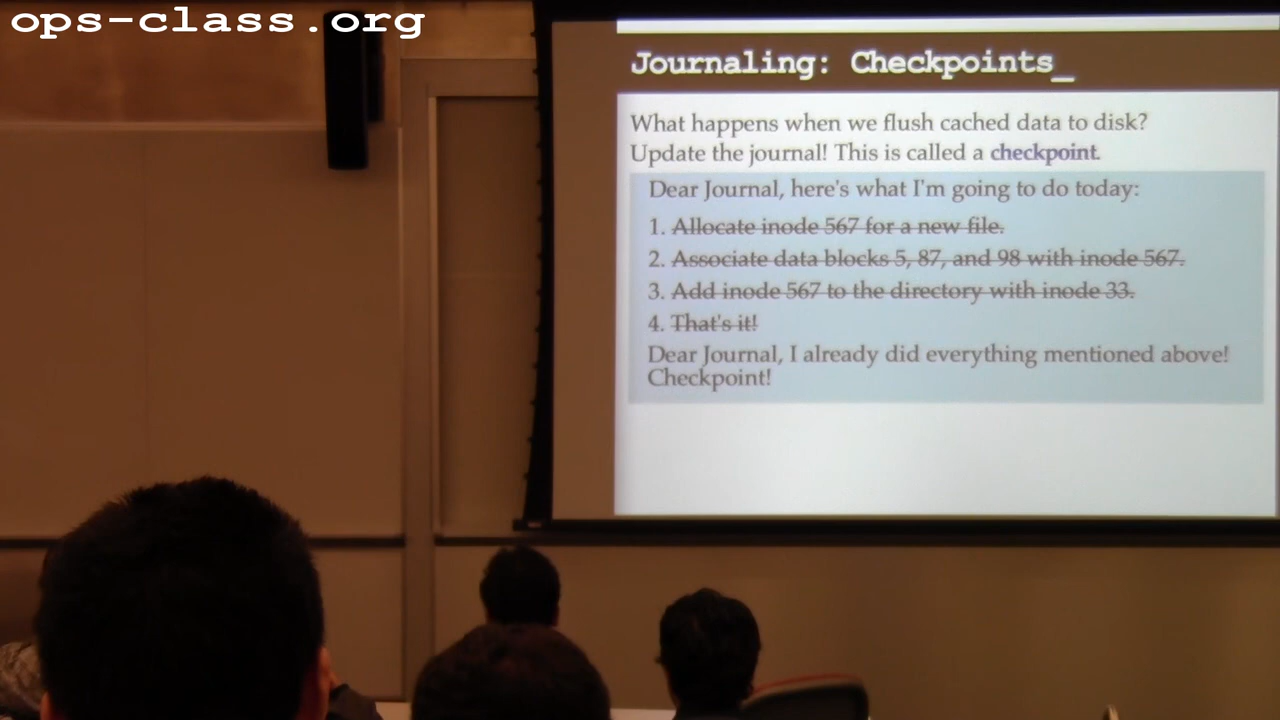 ops-class.org
Journaling: Checkpoints_
What happens when we flush cached data to disk?
Update the journal! This is called a checkpoint.
Dear Journal, here's what I'm going to do today:
1. Allocate inode 567 for a new file.
2. Associate data blocks 5, 87, and 98 with inode 567.
3. Add inode 567 to the directory with inode 33.
4. That's it!
Dear Journal, I already did everything mentioned above!
Checkpoint!